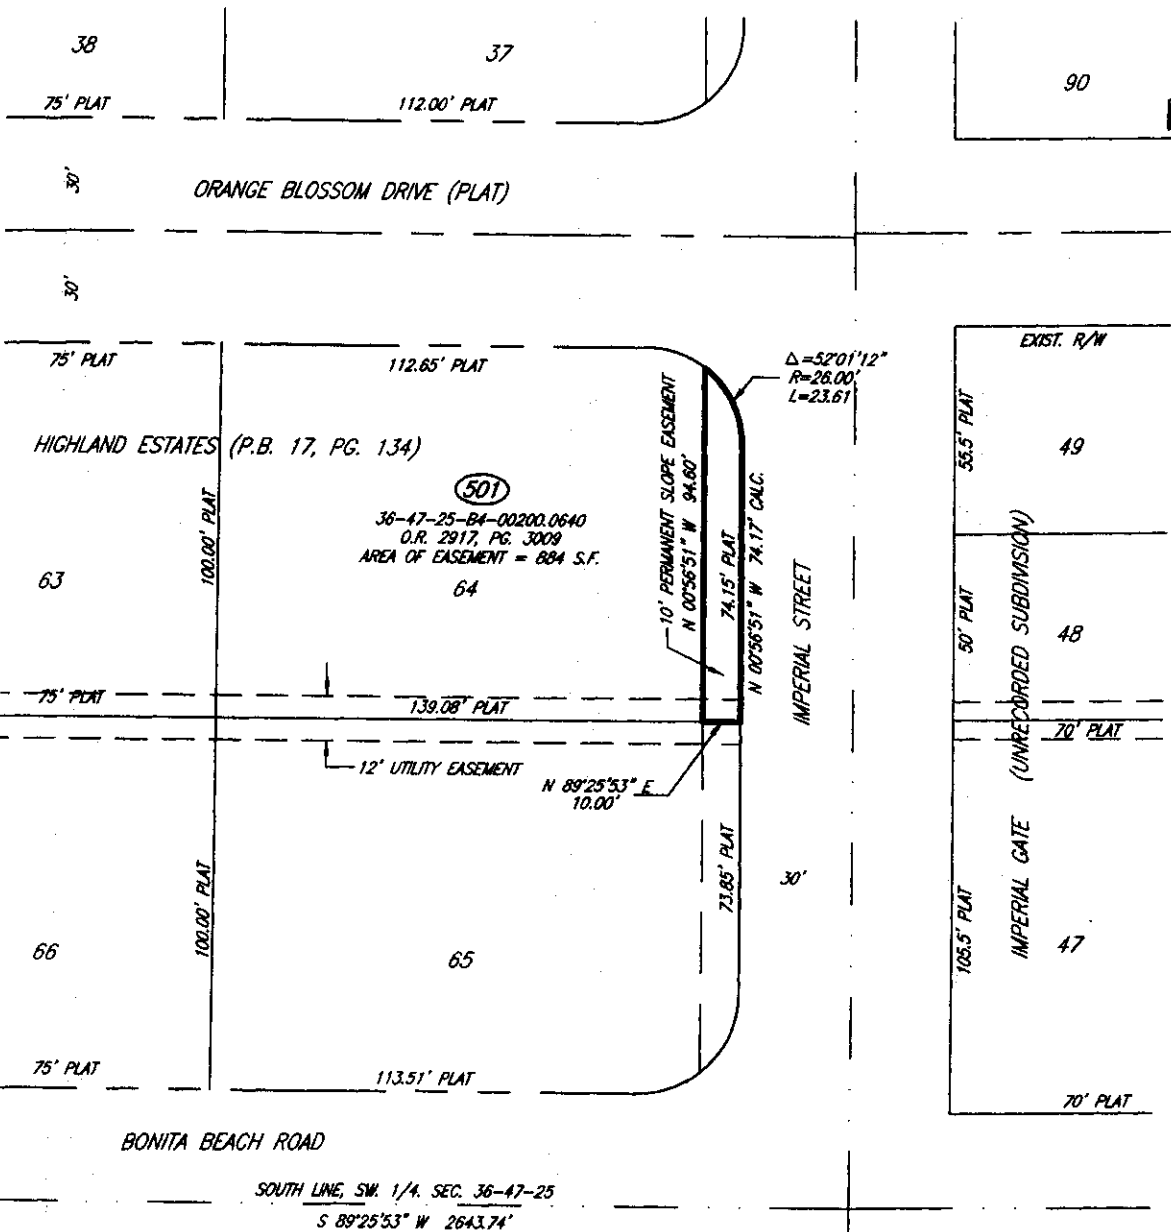 38
37
90
75' PLAT
112.00' PLAT
30'
ORANGE BLOSSOM DRIVE (PLAT)
30'
EXIST. R/W
75' PLAT
112.65' PLAT
Δ=52°01'12"
R=26.00'
L=23.61'
HIGHLAND ESTATES (P.B. 17, PG. 134)
501
36-47-25-B4-00200.0640
O.R. 2917, PG. 3009
AREA OF EASEMENT = 884 S.F.
63
100.00' PLAT
64
10' PERMANENT SLOPE EASEMENT
N 00°56'51" W 94.60'
74.15' PLAT
N 00°56'51" W 74.17' CALC.
IMPERIAL STREET
55.5' PLAT
49
50' PLAT
48
IMPERIAL GATE (UNRECORDED SUBDIVISION)
75' PLAT
139.08' PLAT
70' PLAT
12' UTILITY EASEMENT
N 89°25'53" E
10.00'
100.00' PLAT
73.85' PLAT
30'
105.5' PLAT
66
65
47
75' PLAT
113.51' PLAT
70' PLAT
BONITA BEACH ROAD
SOUTH LINE, SW. 1/4. SEC. 36-47-25
S 89°25'53" W 2643.74'